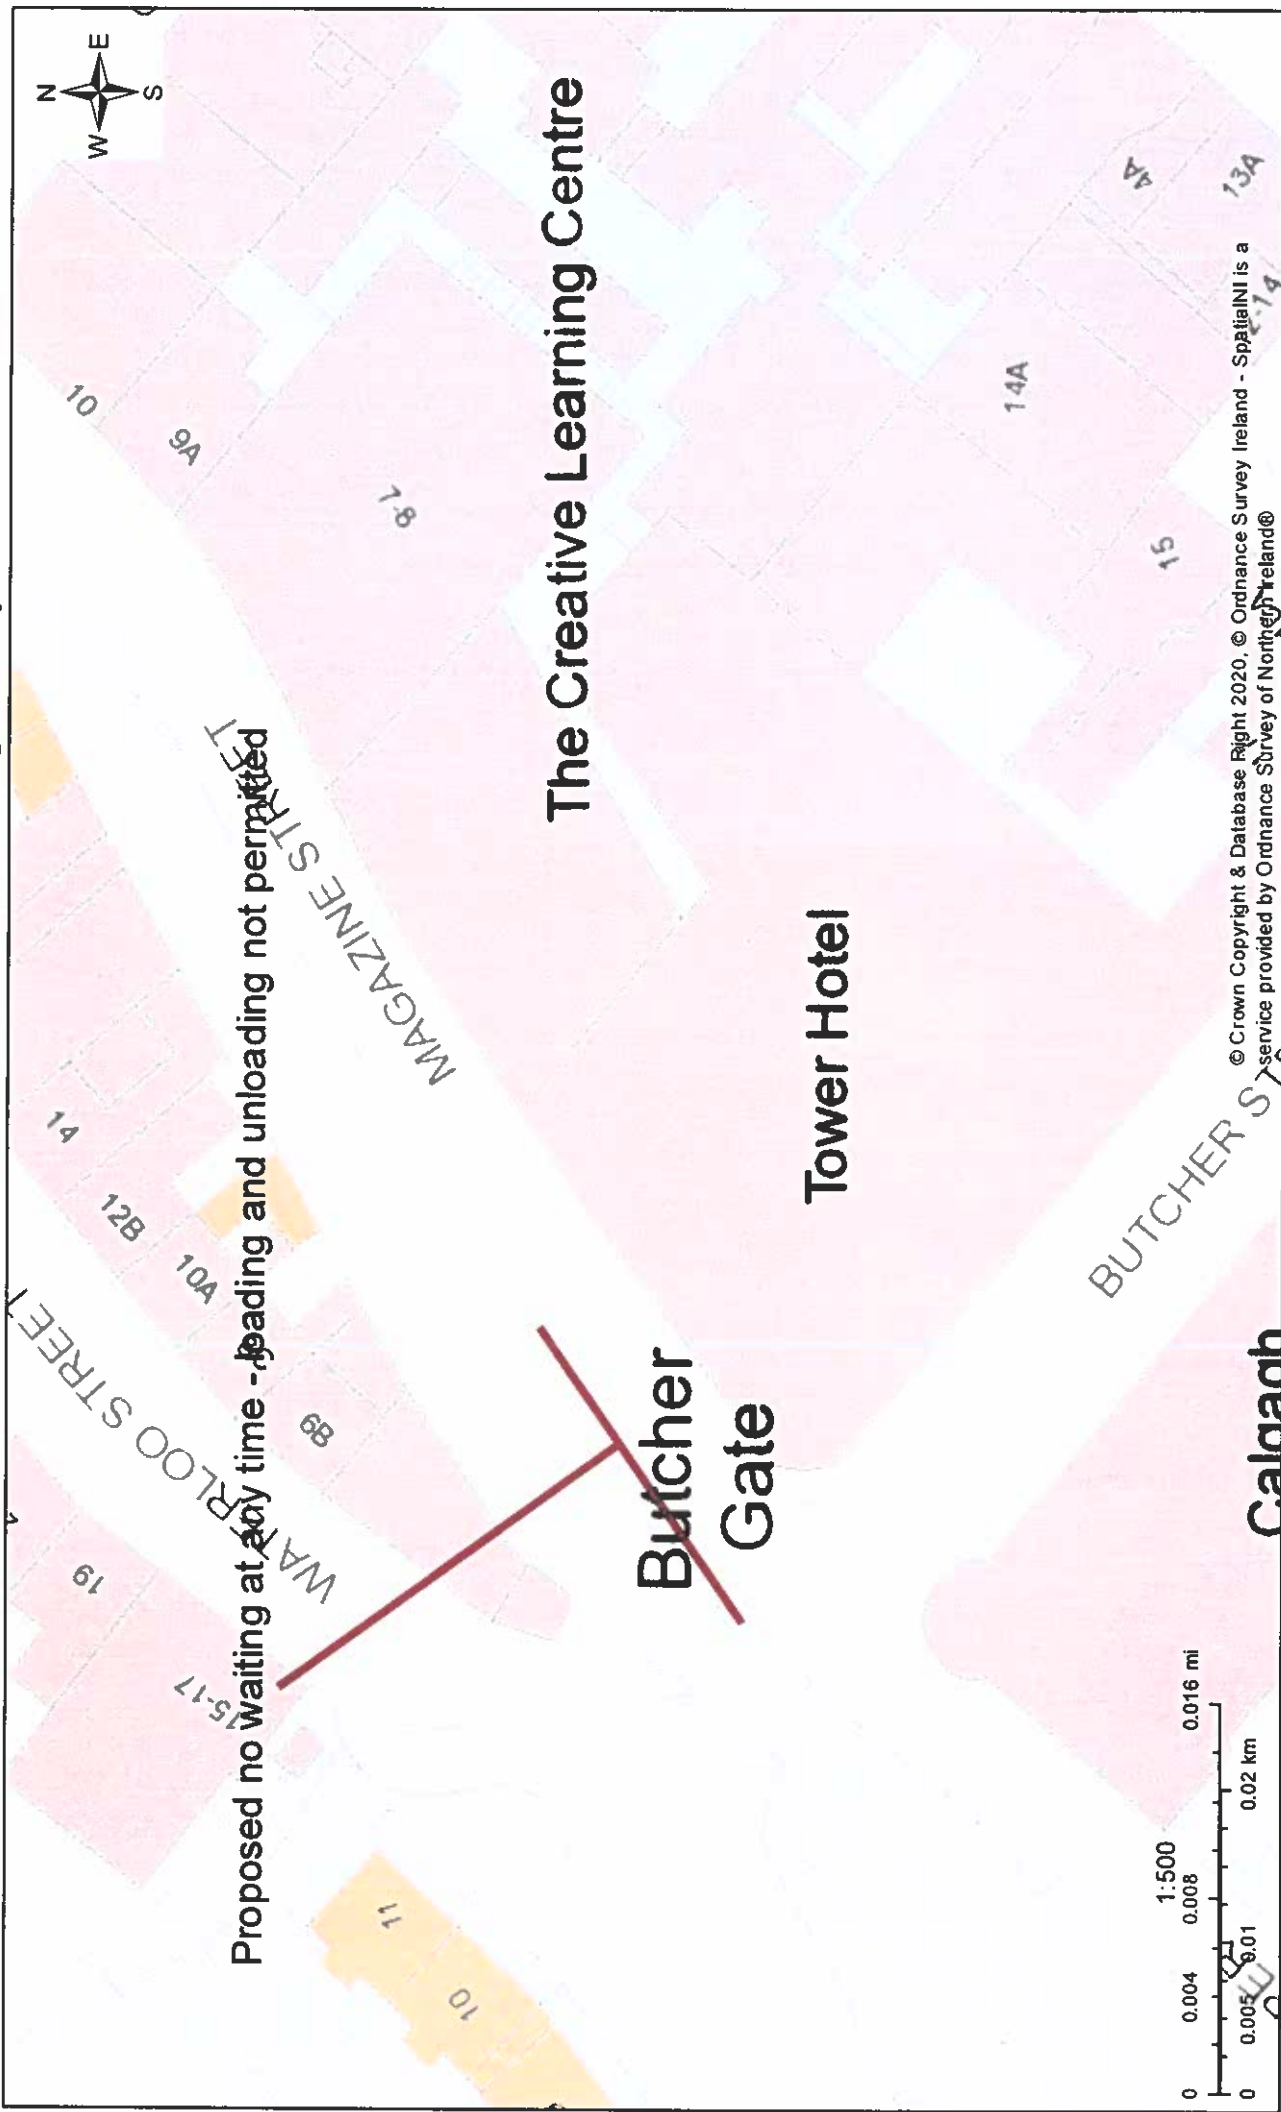 N
W E
S
10
9A
7-8
14
12B
WATERLOO STREET
10A
19
Proposed no waiting at any time - loading and unloading not permitted
MAGAZINE STREET
6B
15-17
11
10
The Creative Learning Centre
Butcher
Gate
Tower Hotel
14A
4A
13A
15
BUTCHER ST
Calgagh
1:500
0 0.004 0.008 0.016 mi
0 0.005 0.01 0.02 km
© Crown Copyright & Database Right 2020, © Ordnance Survey Ireland - SpatialNI is a
service provided by Ordnance Survey of Northern Ireland®